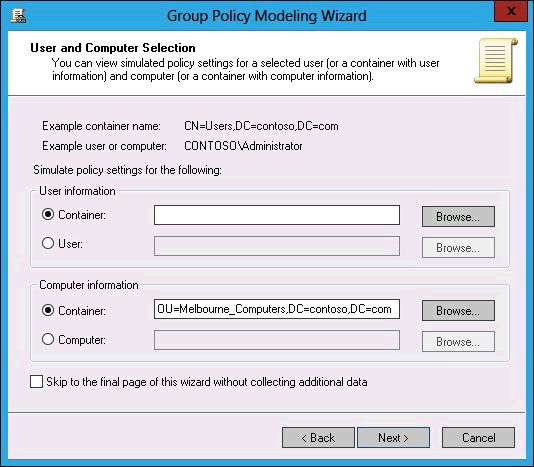 Group Policy Modeling Wizard
X
User and Computer Selection
You can view simulated policy settings for a selected user (or a container with user
information) and computer (or a container with computer information).
Example container name: CN=Users,DC=contoso,DC=com
Example user or computer: CONTOSO\Administrator
Simulate policy settings for the following:
User information
Container: Browse...
User: Browse...
Computer information
Container: OU=Melbourne_Computers,DC=contoso,DC=com Browse...
Computer: Browse...
Skip to the final page of this wizard without collecting additional data
< Back Next > Cancel